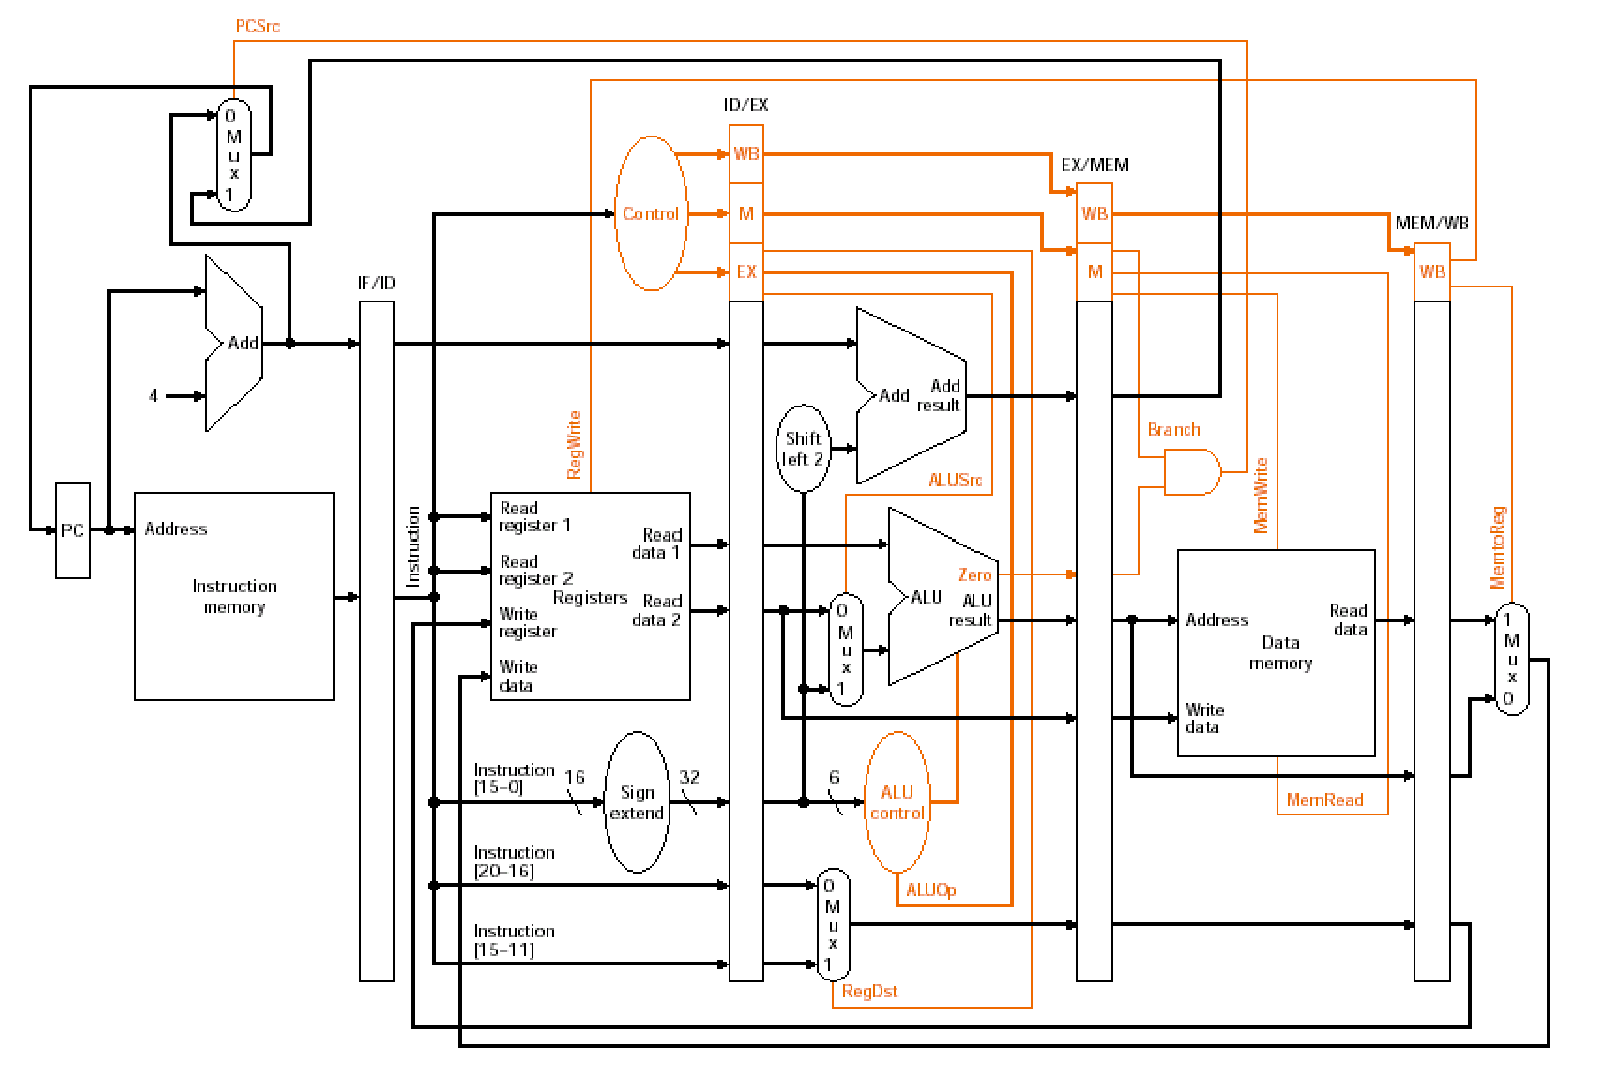 PCSrc
0
M
u
x
1
ID/EX
WB
M
EX
Control
EX/MEM
WB
M
MEM/WB
WB
IF/ID
Add
4
Add
Add
result
Shift
left 2
RegWrite
ALUSrc
Branch
MemWrite
MemtoReg
PC
Address
Instruction
memory
Instruction
Read
register 1
Read
register 2
Registers
Write
register
Write
data
Read
data 1
Read
data 2
0
M
u
x
1
Zero
ALU
ALU
result
Address
Data
memory
Read
data
Write
data
1
M
u
x
0
Instruction
[15–0]
16
Sign
extend
32
6
ALU
control
MemRead
Instruction
[20–16]
ALUOp
0
M
u
x
1
Instruction
[15–11]
RegDst